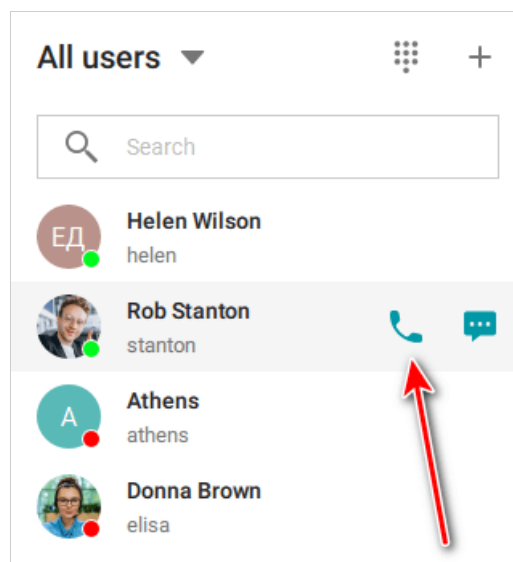 All users
Search
ЕД
Helen Wilson
helen
Rob Stanton
stanton
A
Athens
athens
Donna Brown
elisa